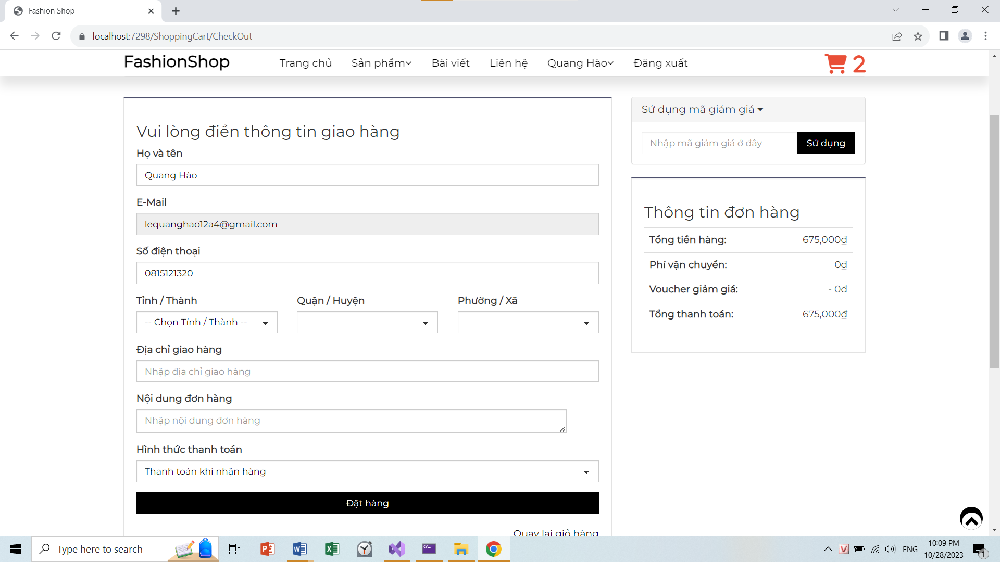 Fashion Shop
localhost:7298/ShoppingCart/CheckOut
FashionShop
Trang chủ
Sản phẩm
Bài viết
Liên hệ
Quang Hào
Đăng xuất
2
Vui lòng điền thông tin giao hàng
Họ và tên
Quang Hào
E-Mail
lequanghao12a4@gmail.com
Số điện thoại
0815121320
Tỉnh / Thành
Quận / Huyện
Phường / Xã
-- Chọn Tỉnh / Thành --
Địa chỉ giao hàng
Nhập địa chỉ giao hàng
Nội dung đơn hàng
Nhập nội dung đơn hàng
Hình thức thanh toán
Thanh toán khi nhận hàng
Đặt hàng
Quay lại giỏ hàng
Sử dụng mã giảm giá
Nhập mã giảm giá ở đây
Sử dụng
Thông tin đơn hàng
Tổng tiền hàng: 675,000₫
Phí vận chuyển: 0₫
Voucher giảm giá: - 0đ
Tổng thanh toán: 675,000₫
Type here to search
ENG
10:09 PM
10/28/2023
1